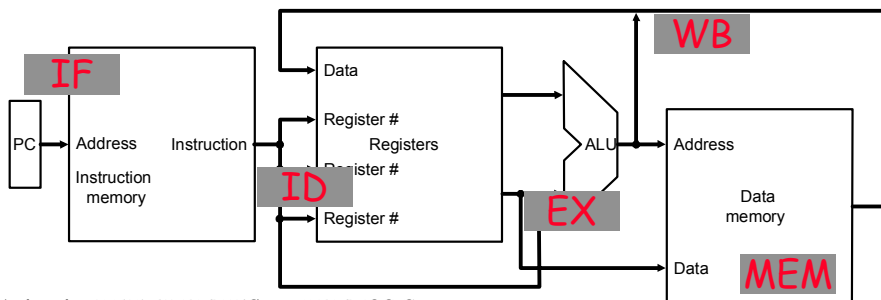 WB
IF
Data
Register #
PC
Address
Instruction
Registers
ALU
Address
Instruction
memory
Register #
ID
EX
Data
memory
Register #
Data
MEM